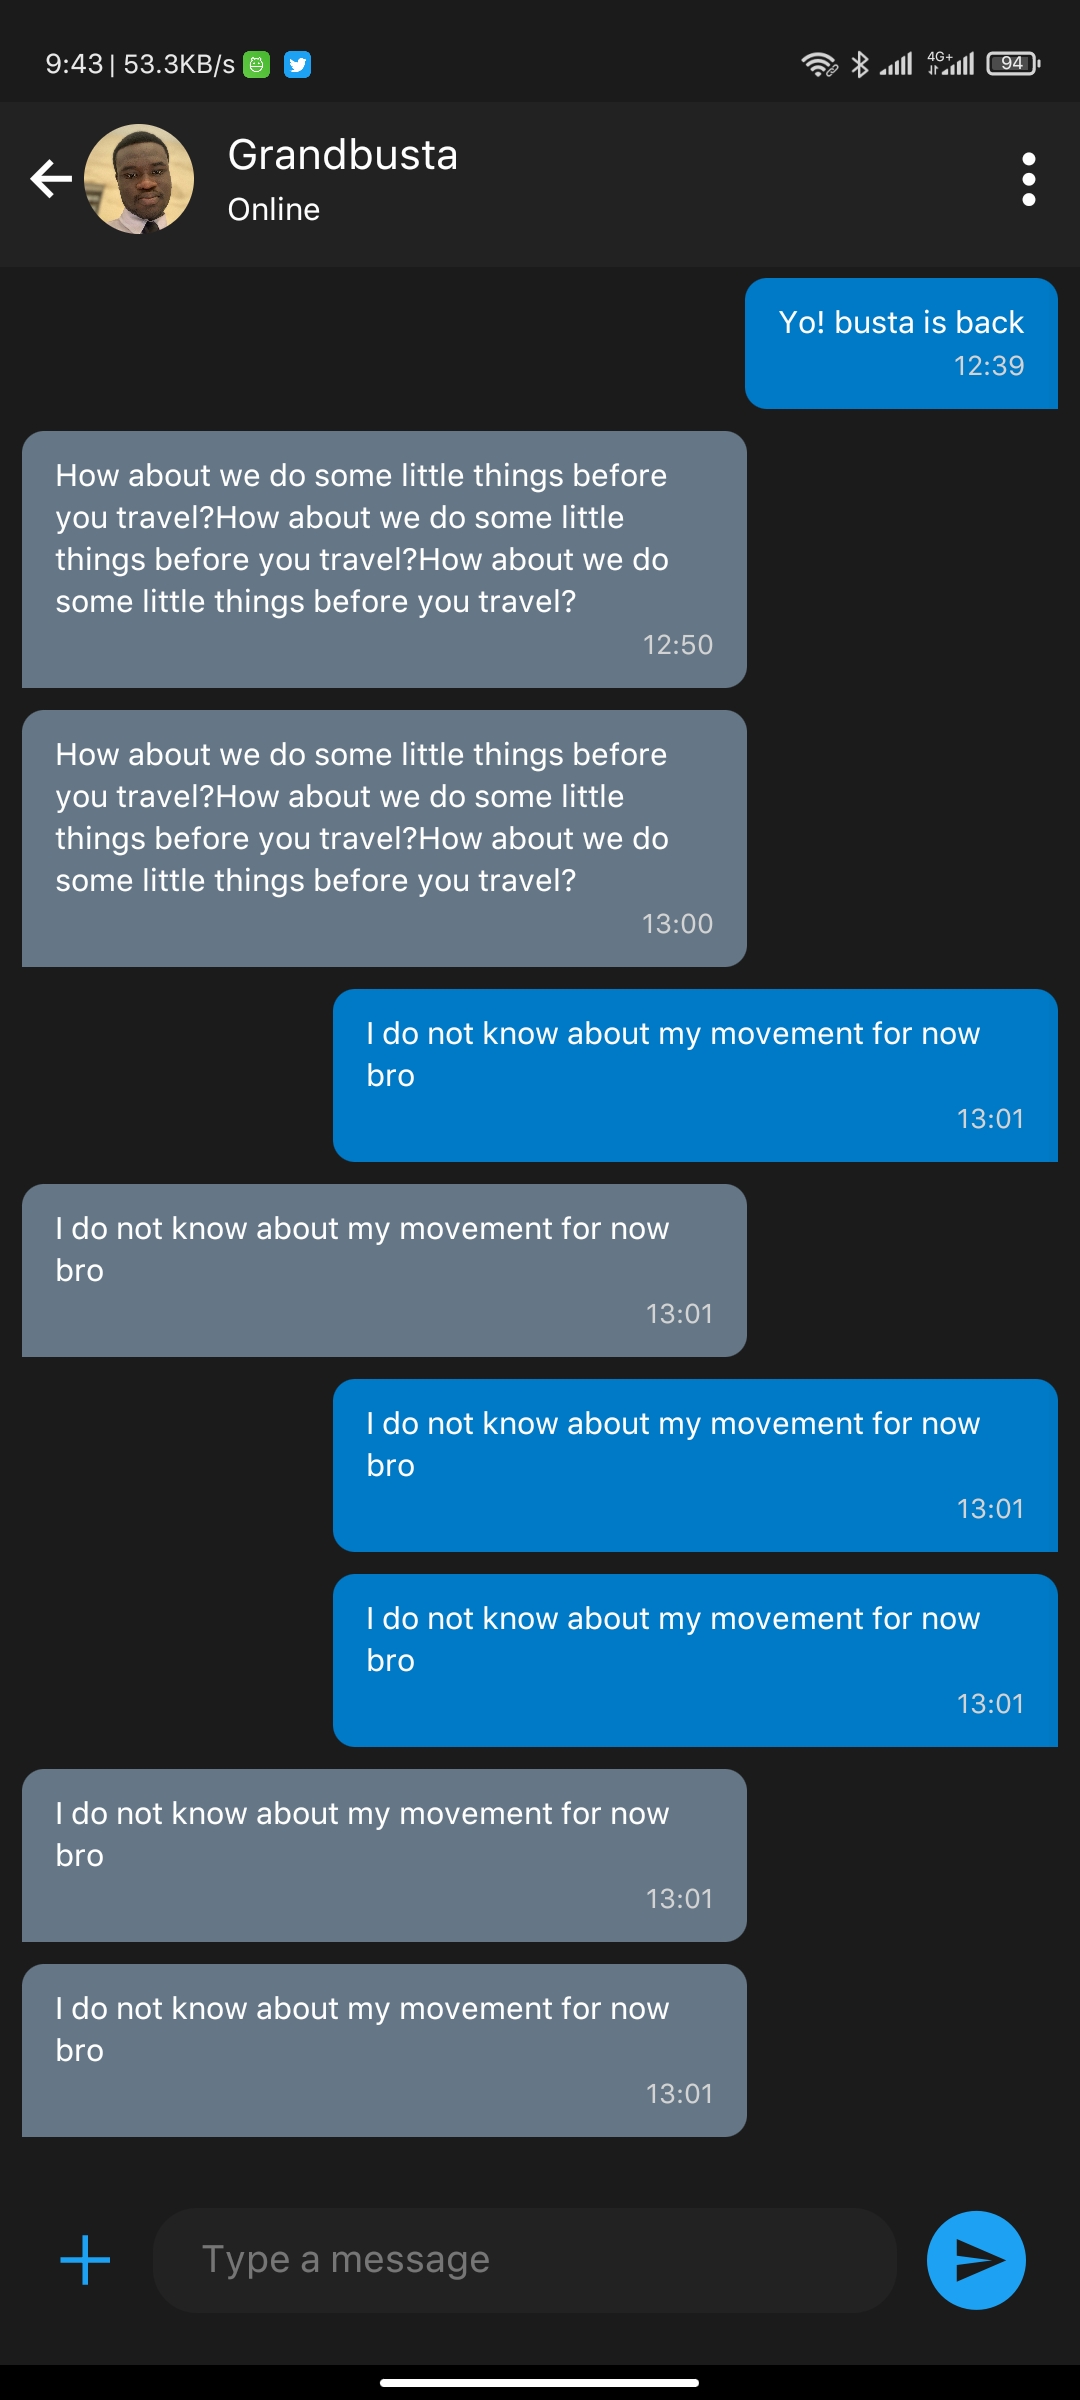 9:43 | 53.3KB/s
4G+
94
Grandbusta
Online
Yo! busta is back
12:39
How about we do some little things before
you travel?How about we do some little
things before you travel?How about we do
some little things before you travel?
12:50
How about we do some little things before
you travel?How about we do some little
things before you travel?How about we do
some little things before you travel?
13:00
I do not know about my movement for now
bro
13:01
I do not know about my movement for now
bro
13:01
I do not know about my movement for now
bro
13:01
I do not know about my movement for now
bro
13:01
I do not know about my movement for now
bro
13:01
I do not know about my movement for now
bro
13:01
Type a message